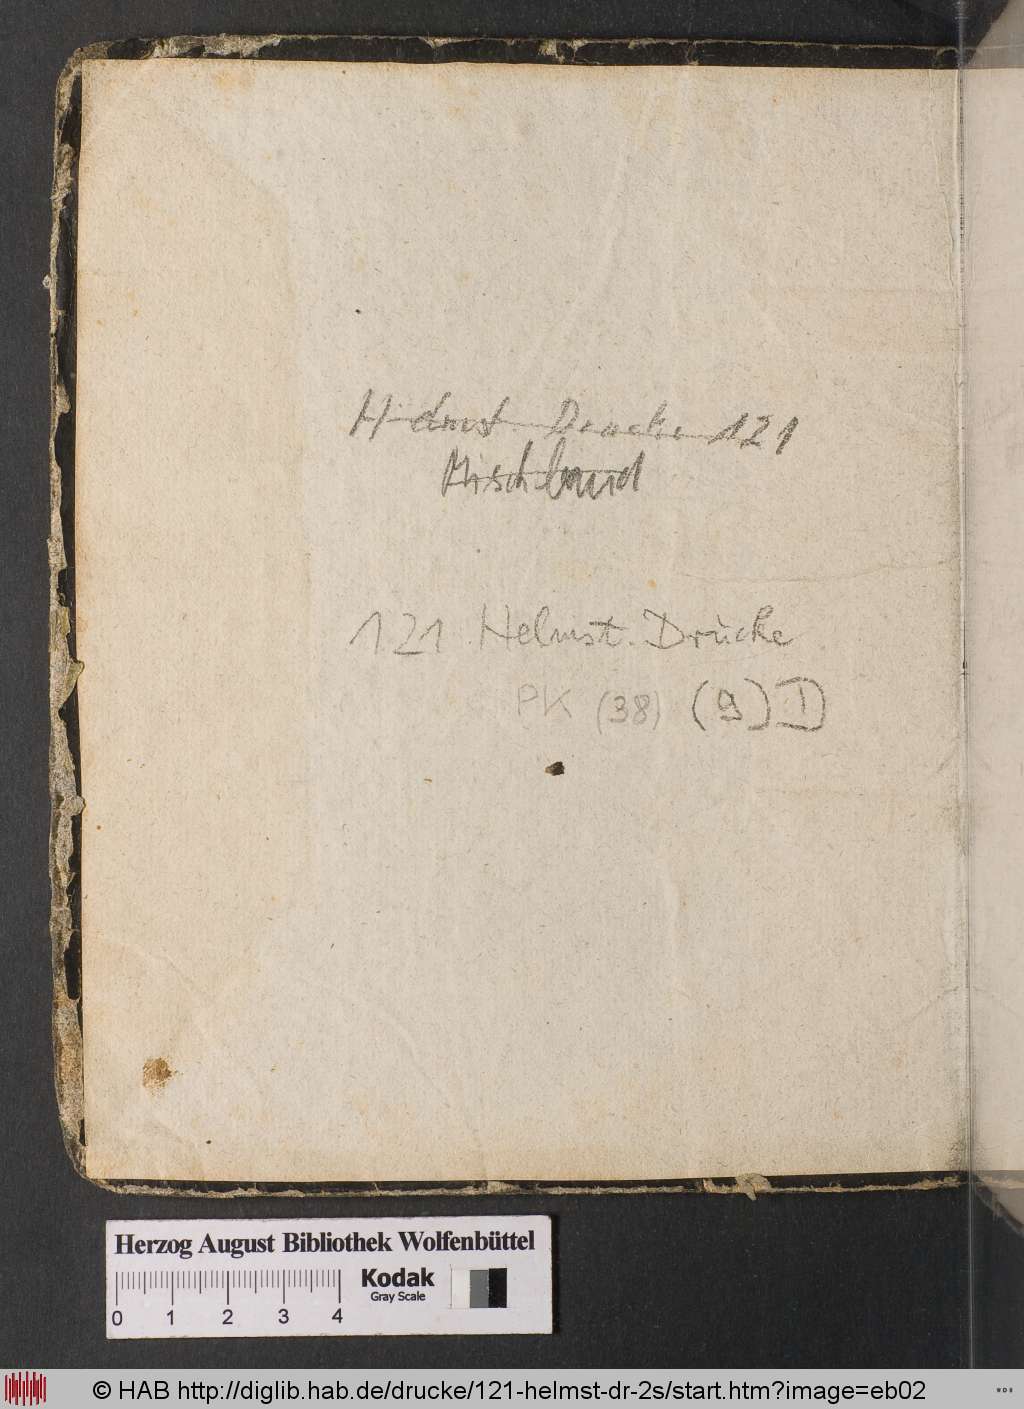 Helmst. Drucke 121
Mischband
121 Helmst. Drucke
PK (38) (9) I
Herzog August Bibliothek Wolfenbüttel
0 1 2 3 4
Kodak
Gray Scale
© HAB http://diglib.hab.de/drucke/121-helmst-dr-2s/start.htm?image=eb02